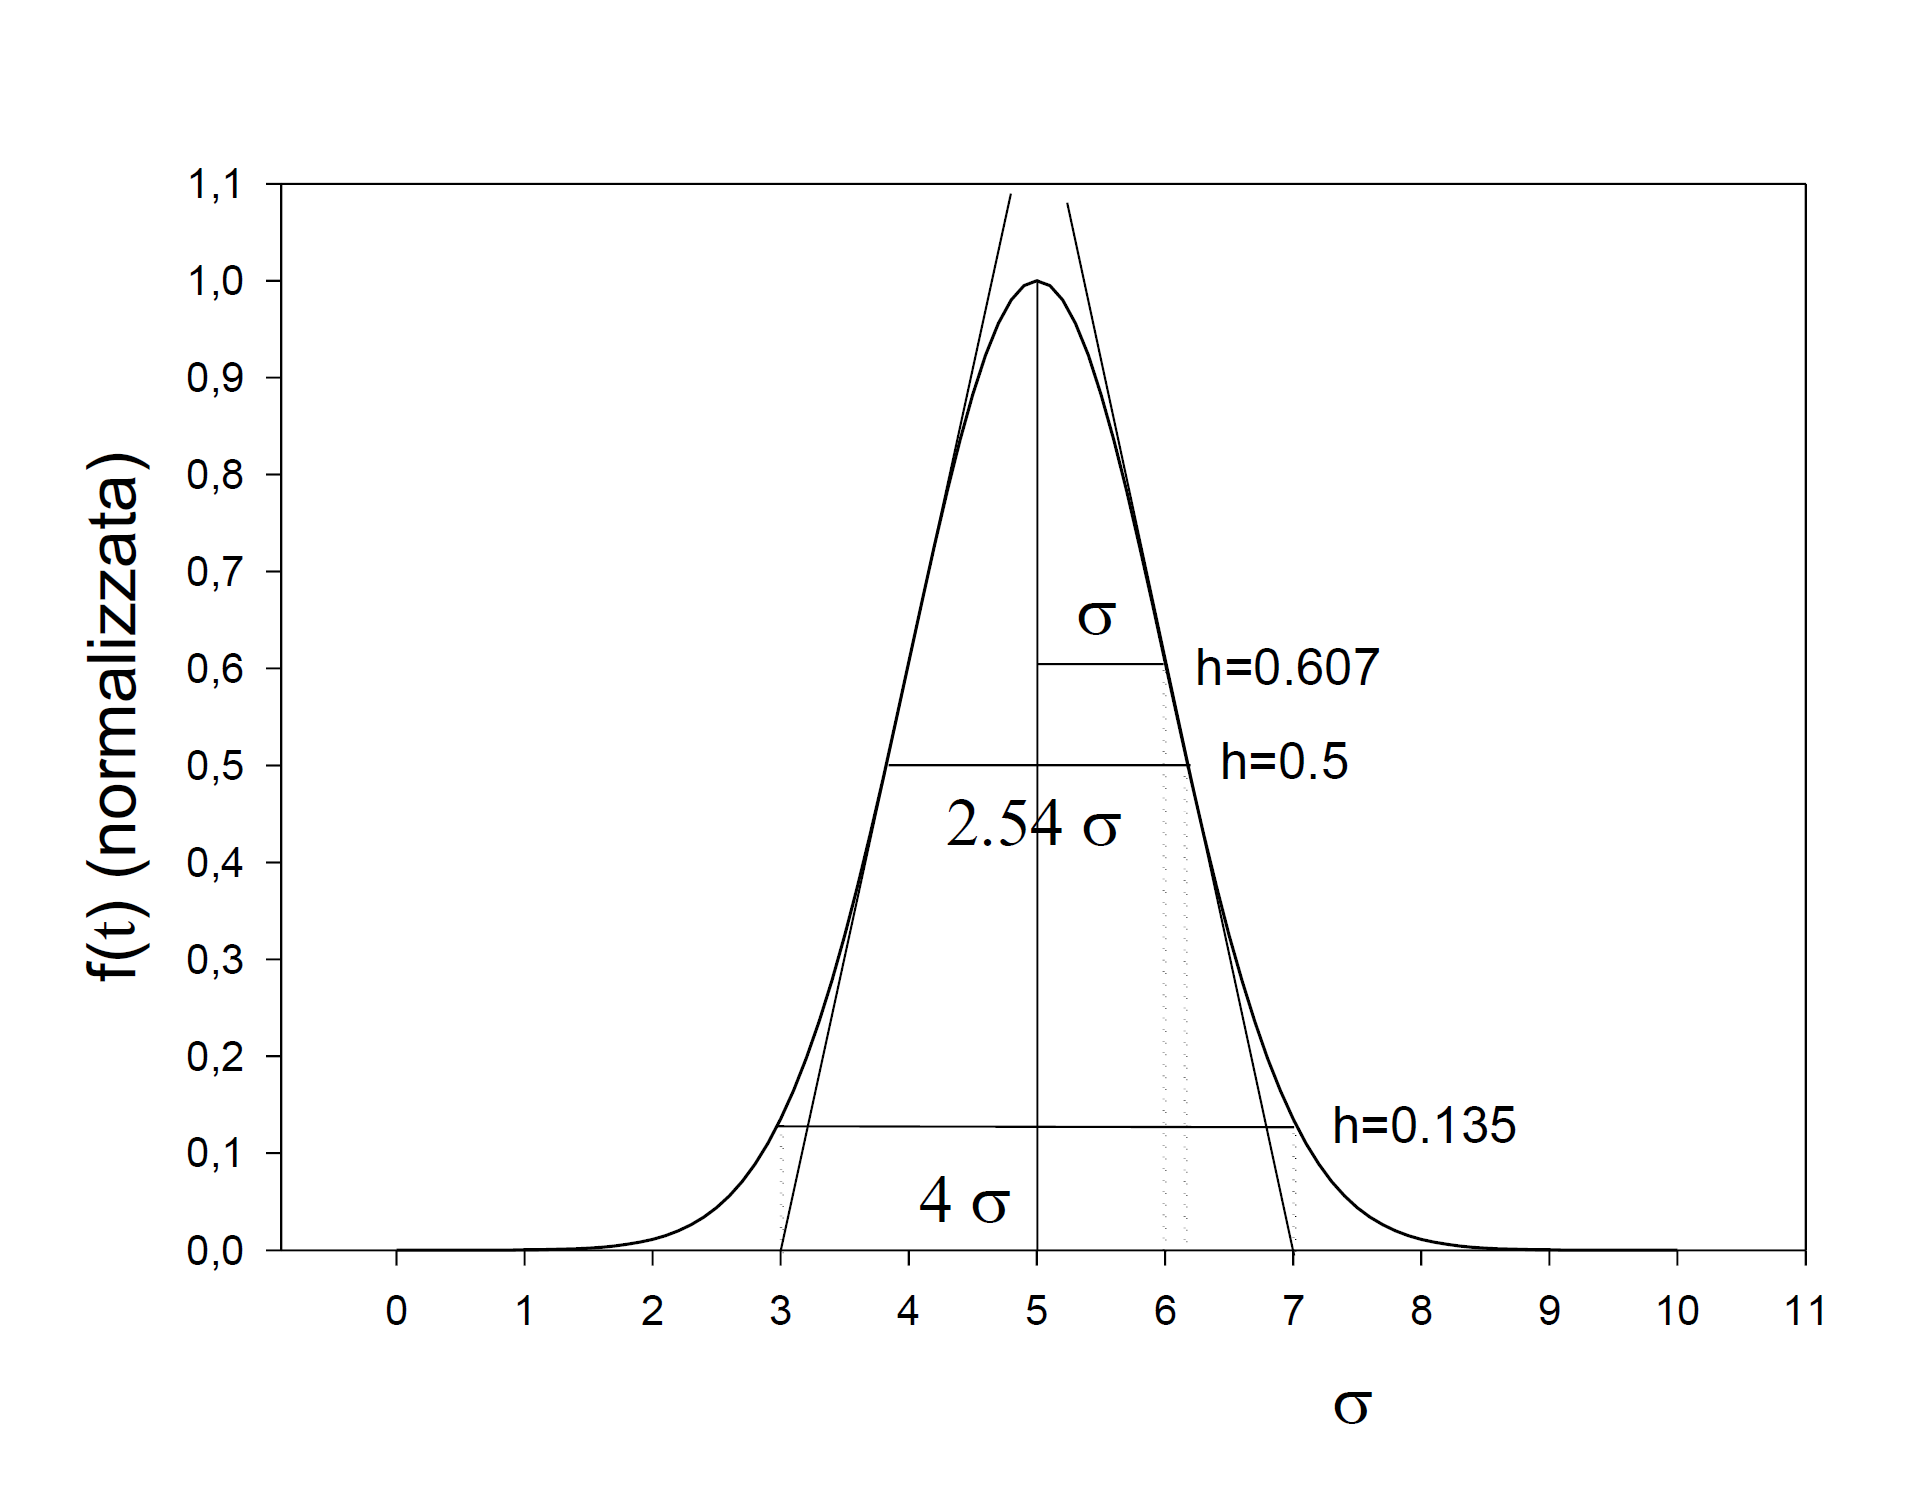 1,1
1,0
0,9
0,8
0,7
0,6
0,5
0,4
0,3
0,2
0,1
0,0
f(t) (normalizzata)
σ
h=0.607
h=0.5
2.54 σ
h=0.135
4 σ
0 1 2 3 4 5 6 7 8 9 10 11
σ